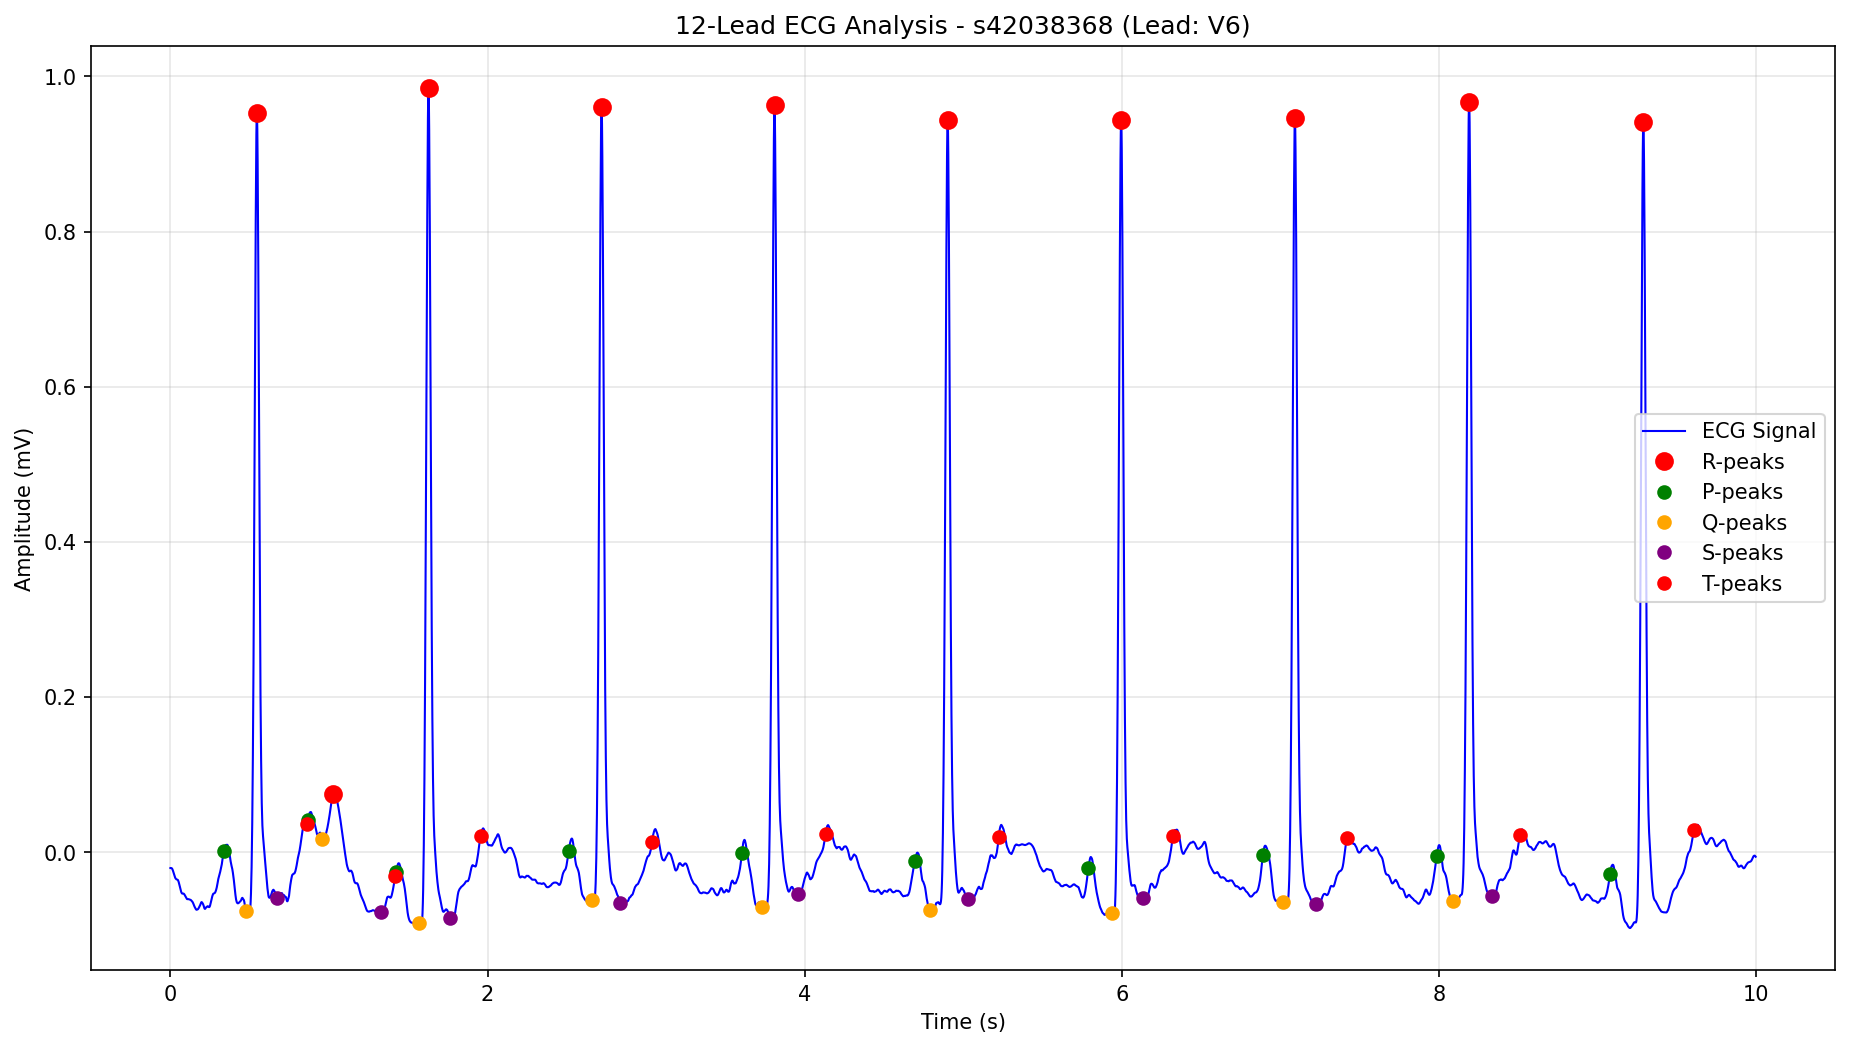 12-Lead ECG Analysis - s42038368 (Lead: V6)
Amplitude (mV)
1.0
0.8
0.6
0.4
0.2
0.0
ECG Signal
R-peaks
P-peaks
Q-peaks
S-peaks
T-peaks
0 2 4 6 8 10
Time (s)